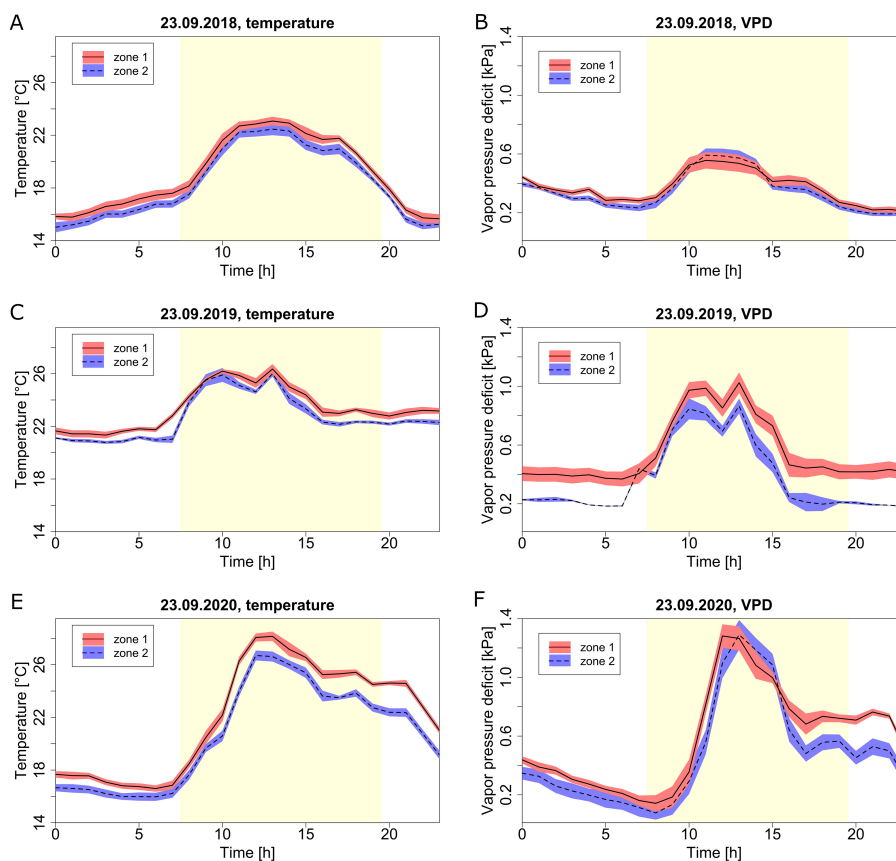 A
23.09.2018, temperature
Temperature [°C]
26
22
18
14
zone 1
zone 2
0 5 10 15 20
Time [h]
B
23.09.2018, VPD
Vapor pressure deficit [kPa]
1.4
1.0
0.6
0.2
zone 1
zone 2
0 5 10 15 20
Time [h]
C
23.09.2019, temperature
Temperature [°C]
26
22
18
14
zone 1
zone 2
0 5 10 15 20
Time [h]
D
23.09.2019, VPD
Vapor pressure deficit [kPa]
1.4
1.0
0.6
0.2
zone 1
zone 2
0 5 10 15 20
Time [h]
E
23.09.2020, temperature
Temperature [°C]
26
22
18
14
zone 1
zone 2
0 5 10 15 20
Time [h]
F
23.09.2020, VPD
Vapor pressure deficit [kPa]
1.4
1.0
0.6
0.2
zone 1
zone 2
0 5 10 15 20
Time [h]